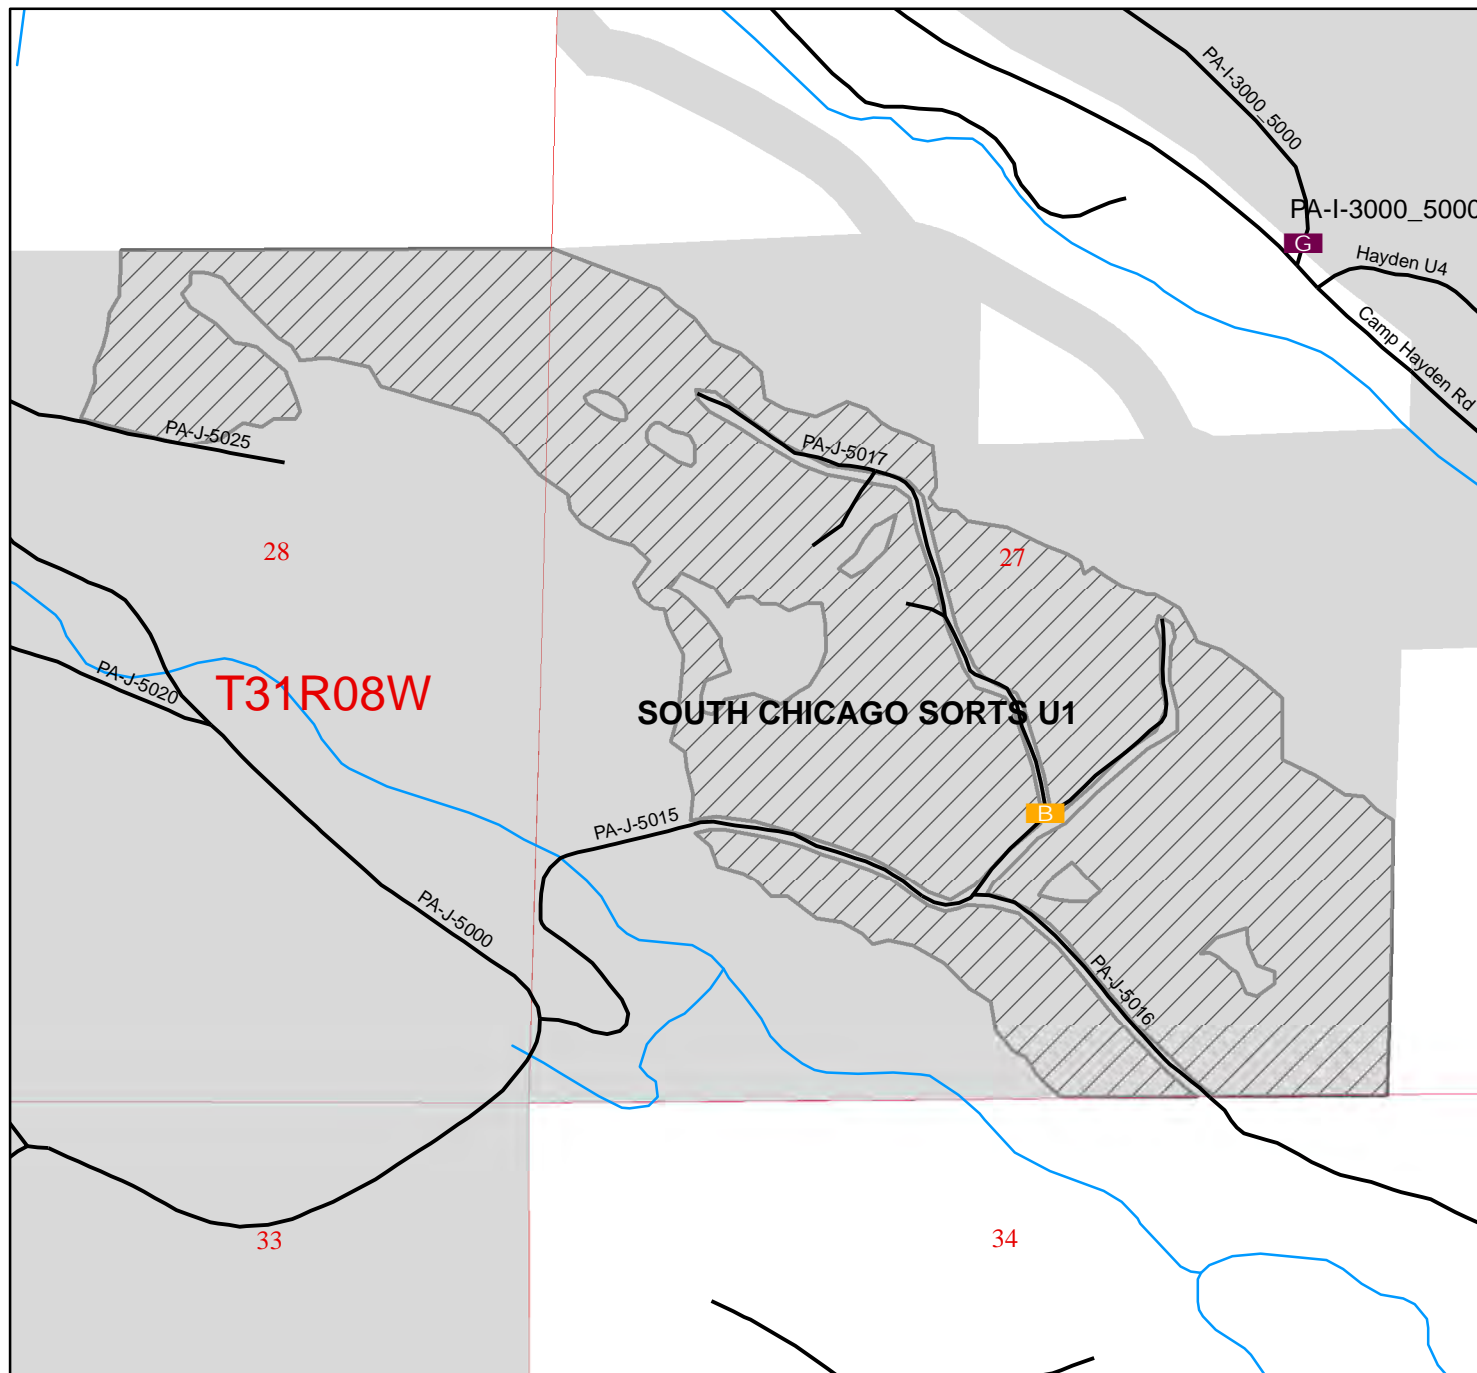 PA-I-3000_5000
PA-I-3000_5000
G
Hayden U4
Camp Hayden Rd
PA-J-5025
PA-J-5017
28
27
PA-J-5020
T31R08W
SOUTH CHICAGO SORTS U1
B
PA-J-5015
PA-J-5000
PA-J-5016
33
34